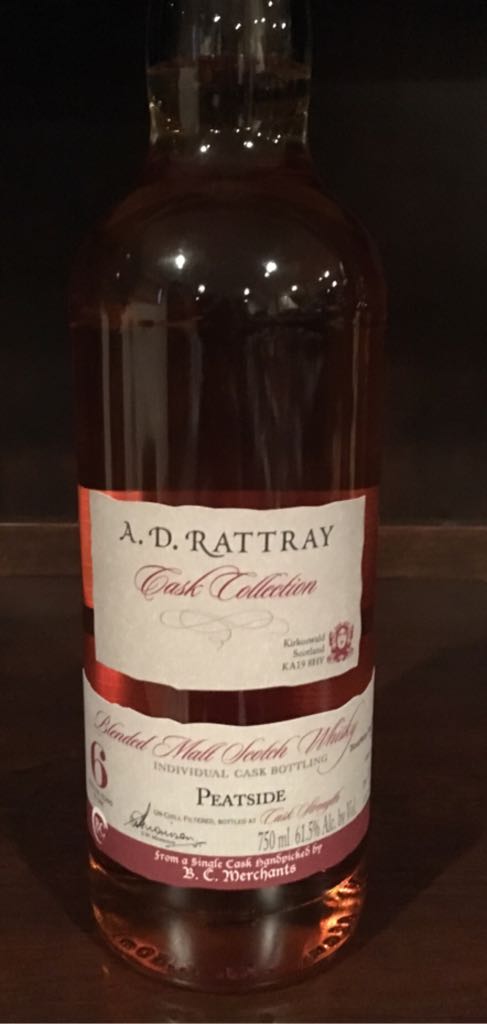 A. D. RATTRAY
Cask Collection
Kirkoswald
Scotland
KA19 8HY
Blended Malt Scotch Whisky
INDIVIDUAL CASK BOTTLING
6
PEATSIDE
UN-CHILL FILTERED, BOTTLED AT Cask Strength
750 ml 61.5% Alc. by Vol.
from a Single Cask handpicked by
B. C. Merchants